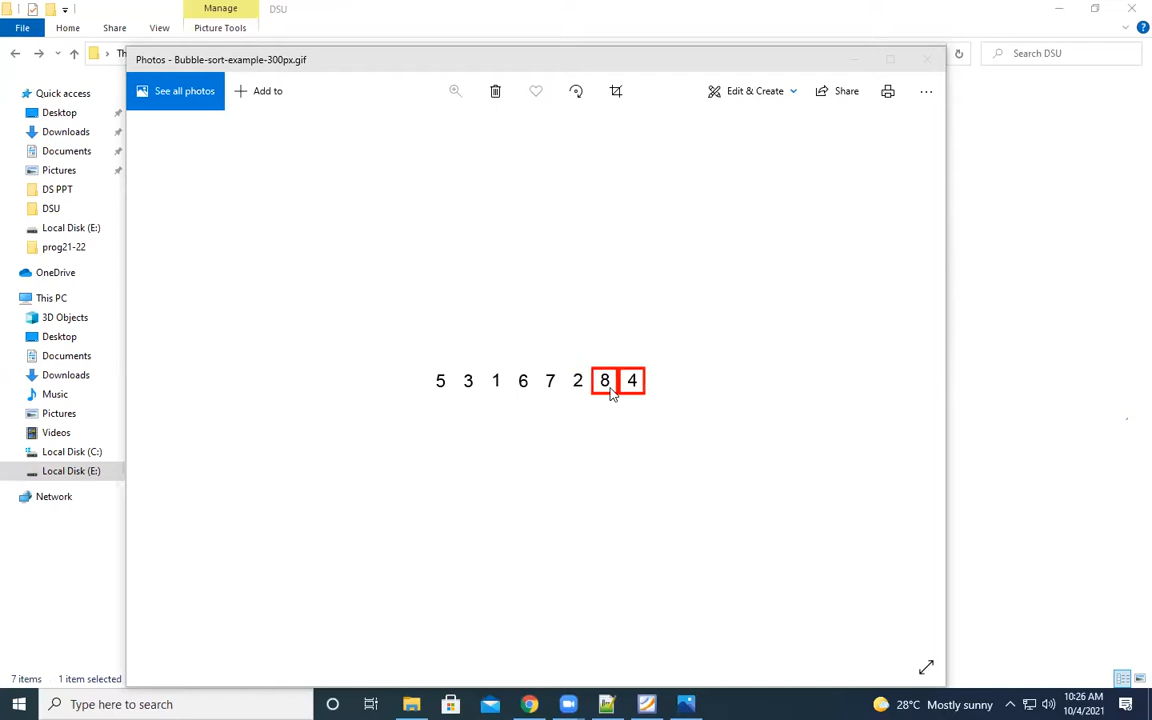 Manage
DSU
File
Home
Share
View
Picture Tools
Th
Search DSU
Photos - Bubble-sort-example-300px.gif
See all photos
Add to
Edit & Create
Share
Quick access
Desktop
Downloads
Documents
Pictures
DS PPT
DSU
Local Disk (E:)
prog21-22
OneDrive
This PC
3D Objects
Desktop
Documents
Downloads
Music
Photos
Videos
Local Disk (C:)
Local Disk (E:)
Network
5 3 1 6 7 2 8 4
7 items
1 item selected
Type here to search
28°C Mostly sunny
10:26 AM
10/4/2021